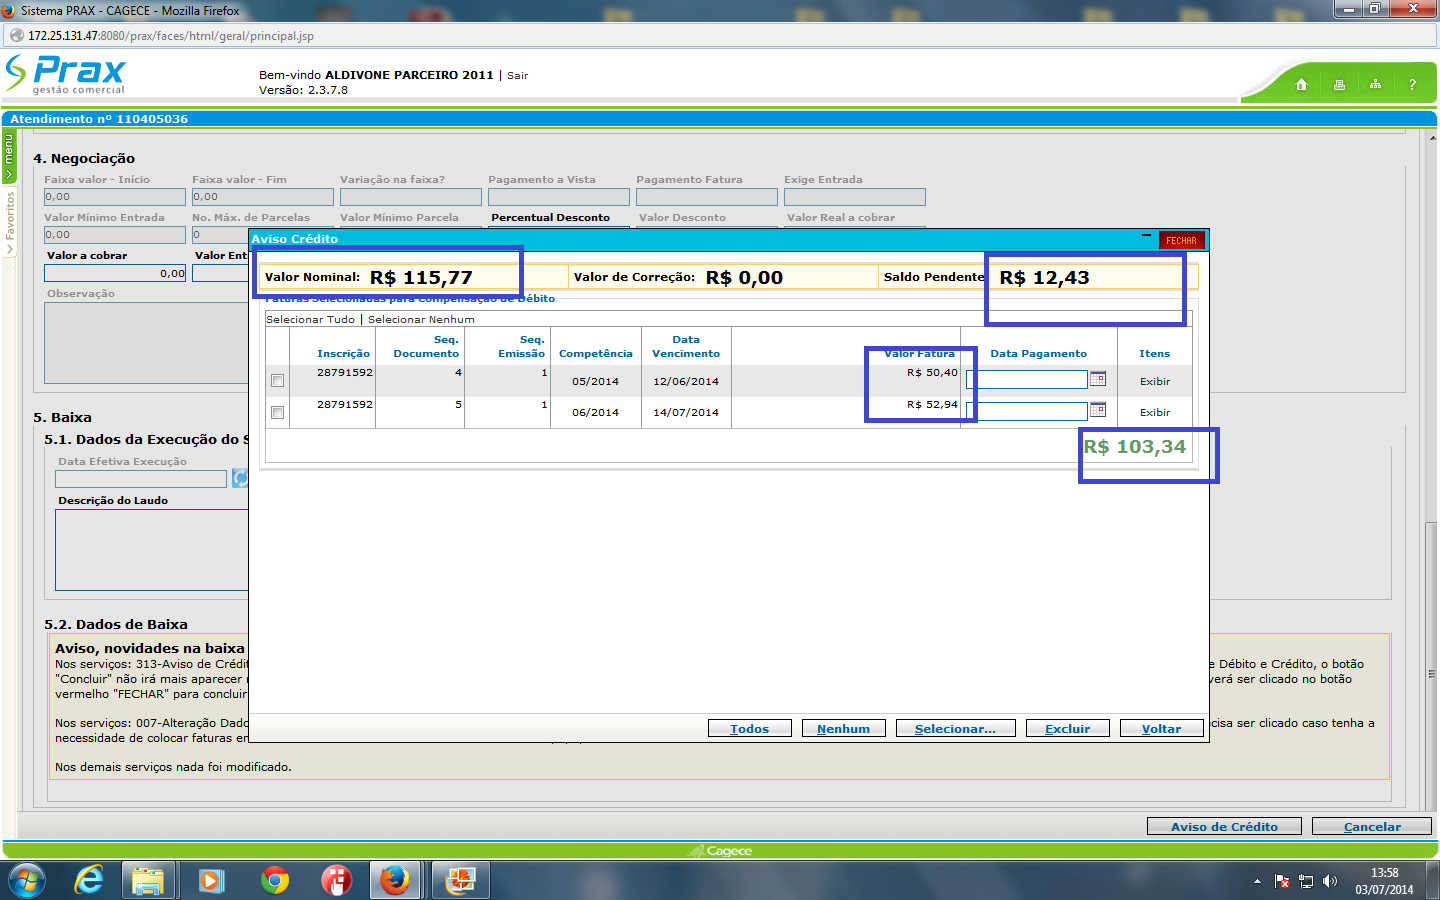 Sistema PRAX - CAGECE - Mozilla Firefox
172.25.131.47:8080/prax/faces/html/geral/principal.jsp
Prax
gestão comercial
Bem-vindo ALDIVONE PARCEIRO 2011 | Sair
Versão: 2.3.7.8
?
Atendimento nº 110405036
menu
Favoritos
4. Negociação
Faixa valor - Início Faixa valor - Fim Variação na faixa? Pagamento a Vista Pagamento Fatura Exige Entrada
0,00 0,00
Valor Mínimo Entrada No. Máx. de Parcelas Valor Mínimo Parcela Percentual Desconto Valor Desconto Valor Real a cobrar
0,00 0
Valor a cobrar Valor Ent
0,00
Observação
Aviso Crédito FECHAR
Valor Nominal: R$ 115,77 Valor de Correção: R$ 0,00 Saldo Pendente R$ 12,43
Faturas Selecionadas para Compensação de Débito
Selecionar Tudo | Selecionar Nenhum
Inscrição Seq. Documento Seq. Emissão Competência Data Vencimento Valor Fatura Data Pagamento Itens
28791592 4 1 05/2014 12/06/2014 R$ 50,40 Exibir
28791592 5 1 06/2014 14/07/2014 R$ 52,94 Exibir
R$ 103,34
Todos Nenhum Selecionar... Excluir Voltar
5. Baixa
5.1. Dados da Execução do S
Data Efetiva Execução
Descrição do Laudo
5.2. Dados de Baixa
Aviso, novidades na baixa
Nos serviços: 313-Aviso de Crédit e Débito e Crédito, o botão
"Concluir" não irá mais aparecer verá ser clicado no botão
vermelho "FECHAR" para concluir
Nos serviços: 007-Alteração Dado cisa ser clicado caso tenha a
necessidade de colocar faturas en
Nos demais serviços nada foi modificado.
Aviso de Crédito Cancelar
Cagece
13:58
03/07/2014